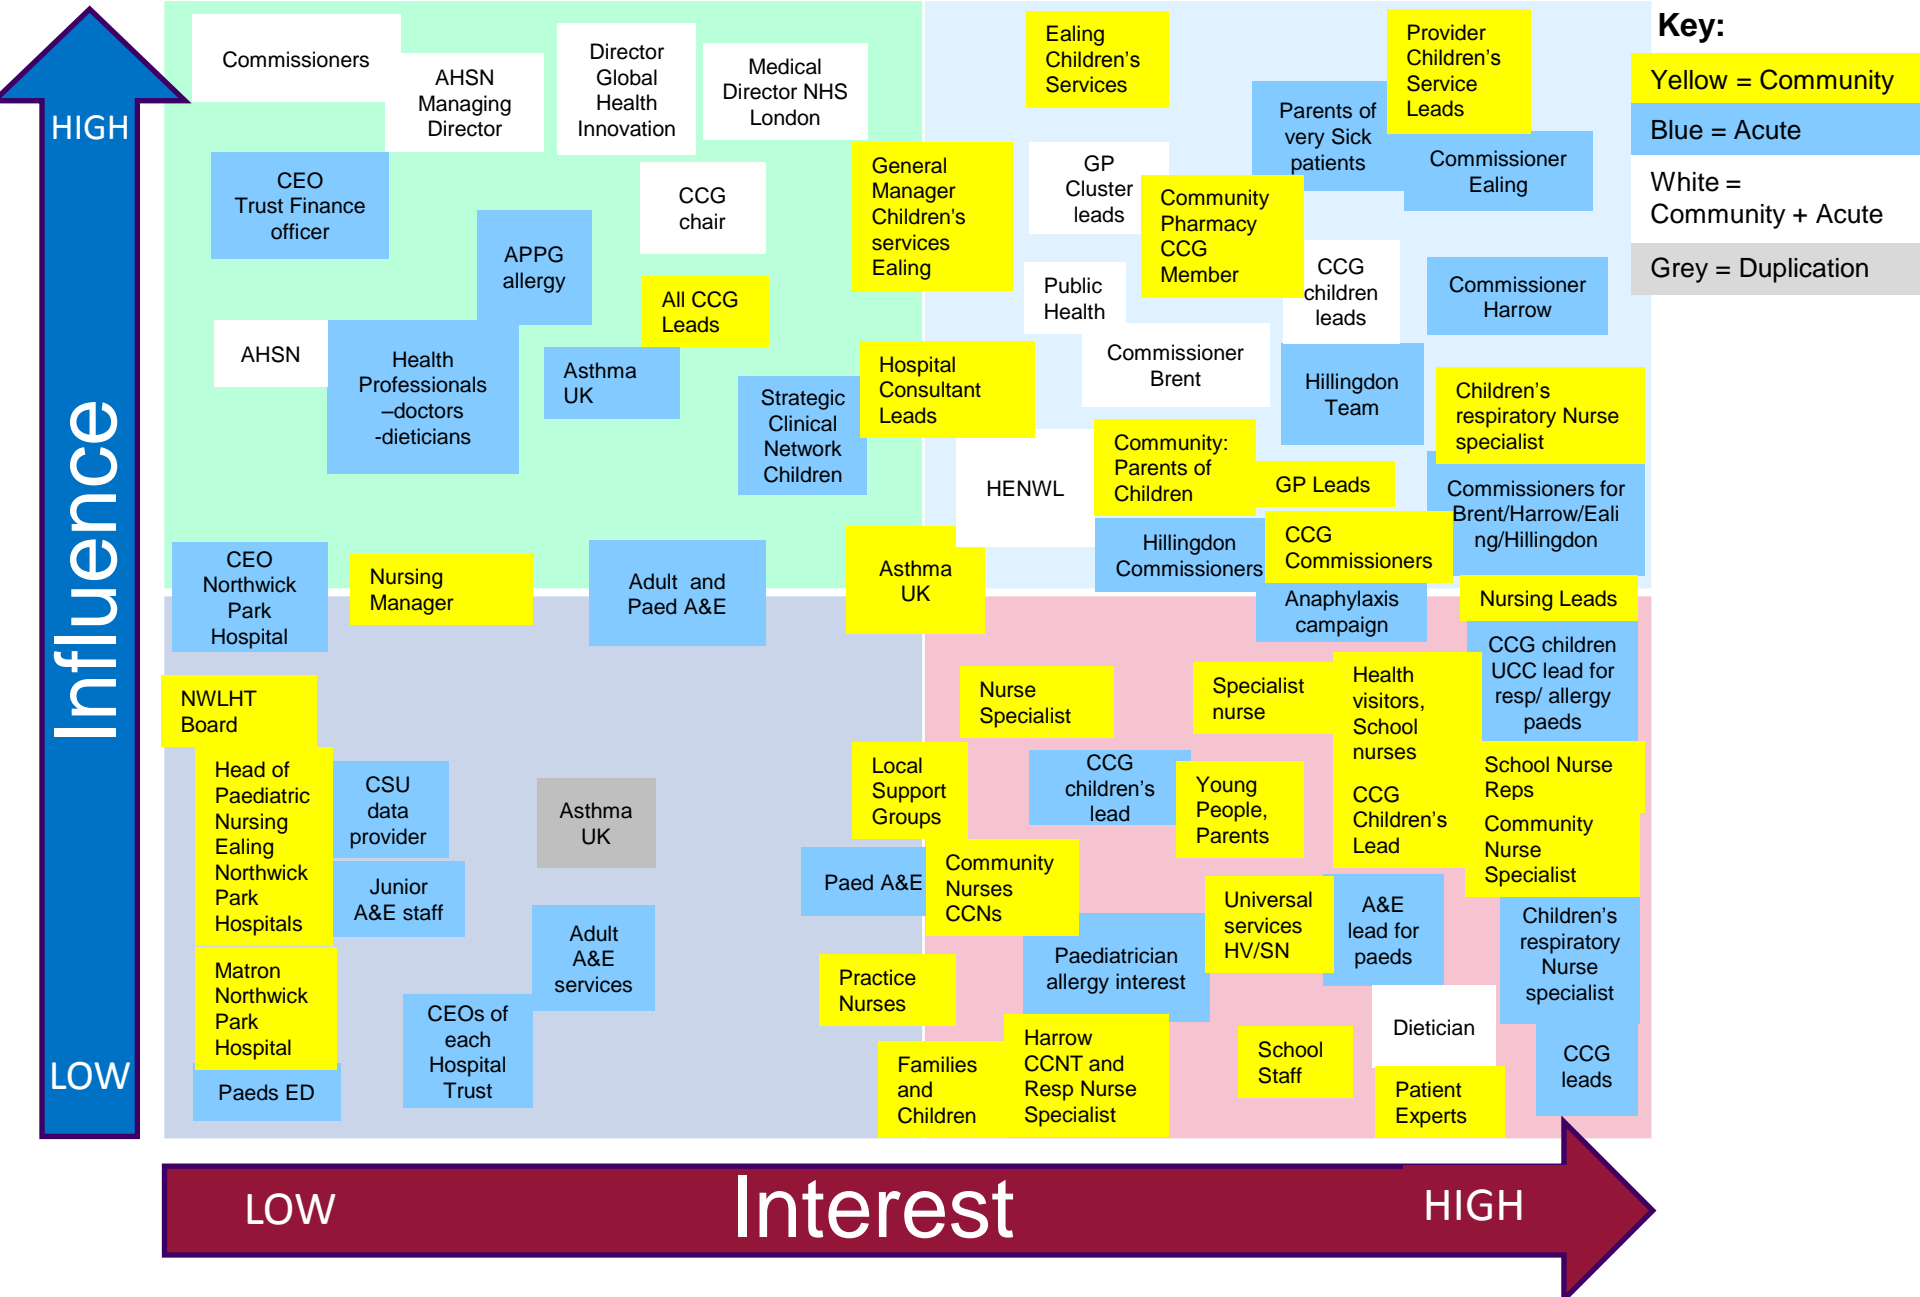 Commissioners
AHSN
Managing
Director
Director
Global
Health
Innovation
Medical
Director NHS
London
Ealing
Children's
Services
Provider
Children's
Service
Leads
Key:
Yellow = Community
Blue = Acute
White =
Community + Acute
Grey = Duplication
HIGH
Influence
LOW
Parents of
very Sick
patients
Commissioner
Ealing
CEO
Trust Finance
officer
APPG
allergy
CCG
chair
General
Manager
Children's
services
Ealing
GP
Cluster
leads
Community
Pharmacy
CCG
Member
CCG
children
leads
Commissioner
Harrow
All CCG
Leads
Public
Health
AHSN
Health
Professionals
–doctors
-dieticians
Asthma
UK
Strategic
Clinical
Network
Children
Hospital
Consultant
Leads
Commissioner
Brent
Hillingdon
Team
Children's
respiratory Nurse
specialist
HENWL
Community:
Parents of
Children
GP Leads
Commissioners for
Brent/Harrow/Eali
ng/Hillingdon
Hillingdon
Commissioners
CCG
Commissioners
CEO
Northwick
Park
Hospital
Nursing
Manager
Adult and
Paed A&E
Asthma
UK
Anaphylaxis
campaign
Nursing Leads
CCG children
UCC lead for
resp/ allergy
paeds
NWLHT
Board
Nurse
Specialist
Specialist
nurse
Health
visitors,
School
nurses
CCG
Children's
Lead
Head of
Paediatric
Nursing
Ealing
Northwick
Park
Hospitals
CSU
data
provider
Asthma
UK
Local
Support
Groups
CCG
children's
lead
Young
People,
Parents
School Nurse
Reps
Community
Nurse
Specialist
Junior
A&E staff
Paed A&E
Community
Nurses
CCNs
Universal
services
HV/SN
A&E
lead for
paeds
Children's
respiratory
Nurse
specialist
Adult
A&E
services
Paediatrician
allergy interest
Matron
Northwick
Park
Hospital
Practice
Nurses
CEOs of
each
Hospital
Trust
Dietician
Paeds ED
Families
and
Children
Harrow
CCNT and
Resp Nurse
Specialist
School
Staff
Patient
Experts
CCG
leads
LOW
Interest
HIGH